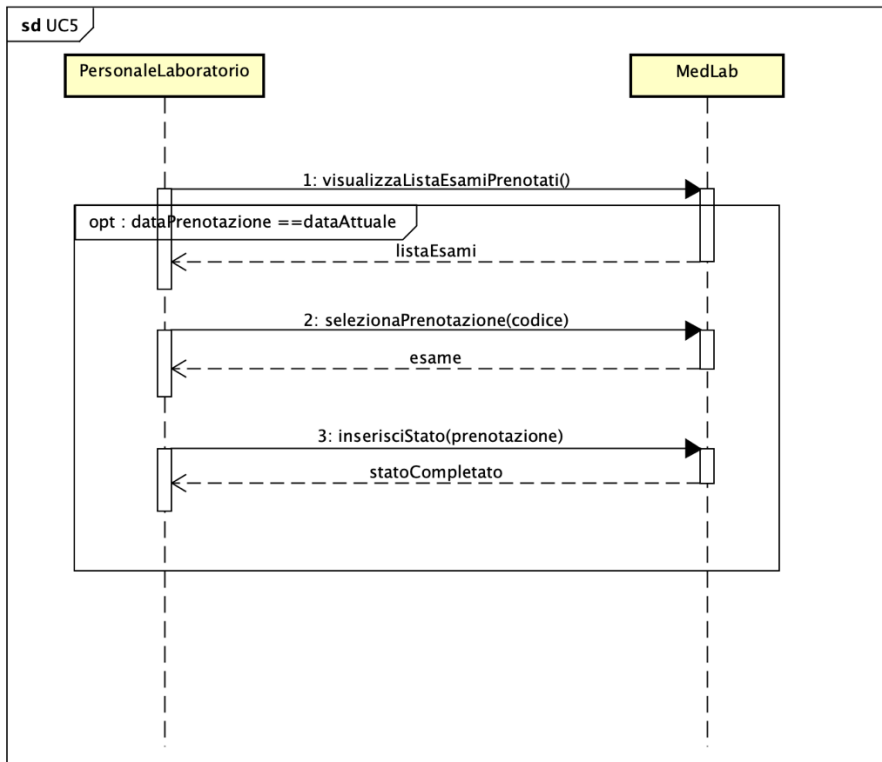 sd UC5
PersonaleLaboratorio
MedLab
1: visualizzaListaEsamiPrenotati()
opt : dataPrenotazione ==dataAttuale
listaEsami
2: selezionaPrenotazione(codice)
esame
3: inserisciStato(prenotazione)
statoCompletato